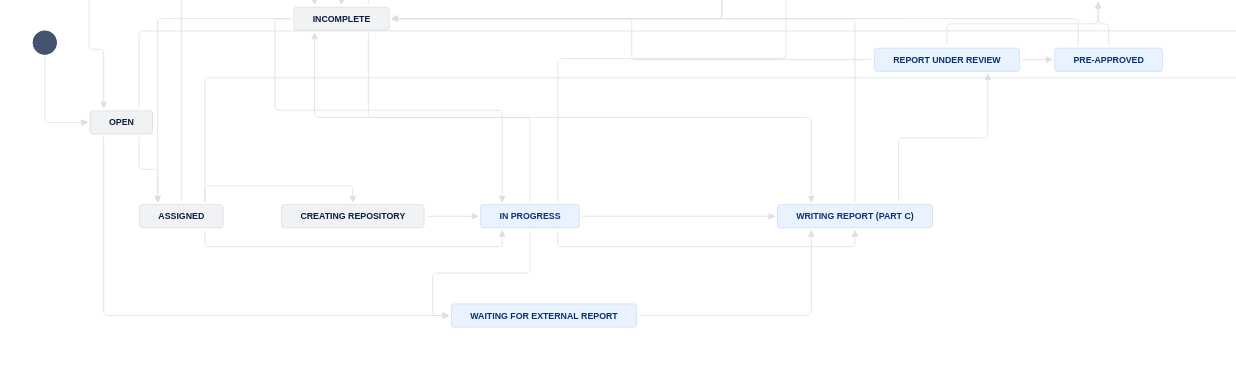 INCOMPLETE
REPORT UNDER REVIEW
PRE-APPROVED
OPEN
ASSIGNED
CREATING REPOSITORY
IN PROGRESS
WRITING REPORT (PART C)
WAITING FOR EXTERNAL REPORT